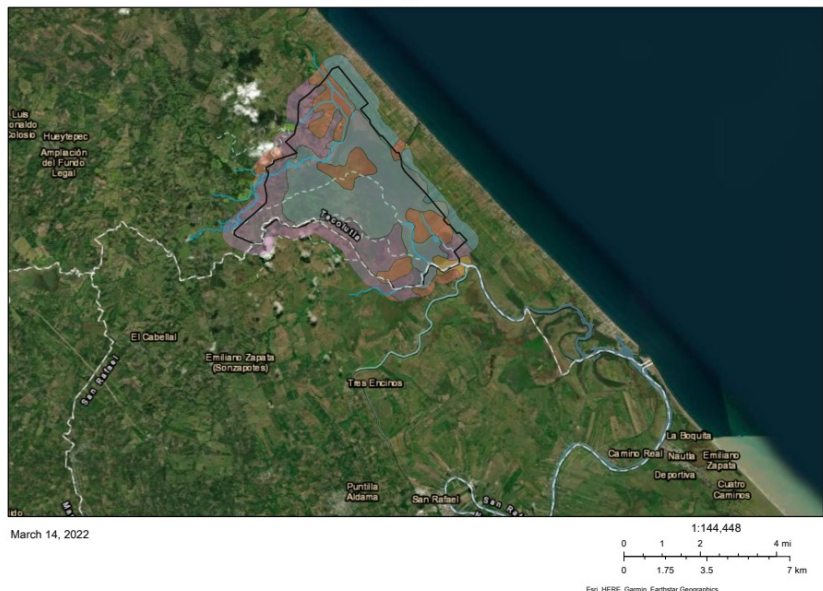 Luis
onaldo
Colosio
Hueytepec
Ampliación
del Fundo
Legal
Tecolutla
El Cabellal
San Rafael
Emiliano Zapata
(Sonzapotes)
Tres Encinos
La Boquita
Camino Real
Nautla
Emiliano
Zapata
Deportiva
Cuatro
Caminos
Puntilla
Aldama
San Rafael
San Ra
March 14, 2022
1:144,448
0 1 2 4 mi
0 1.75 3.5 7 km
Esri, HERE, Garmin, Earthstar Geographics